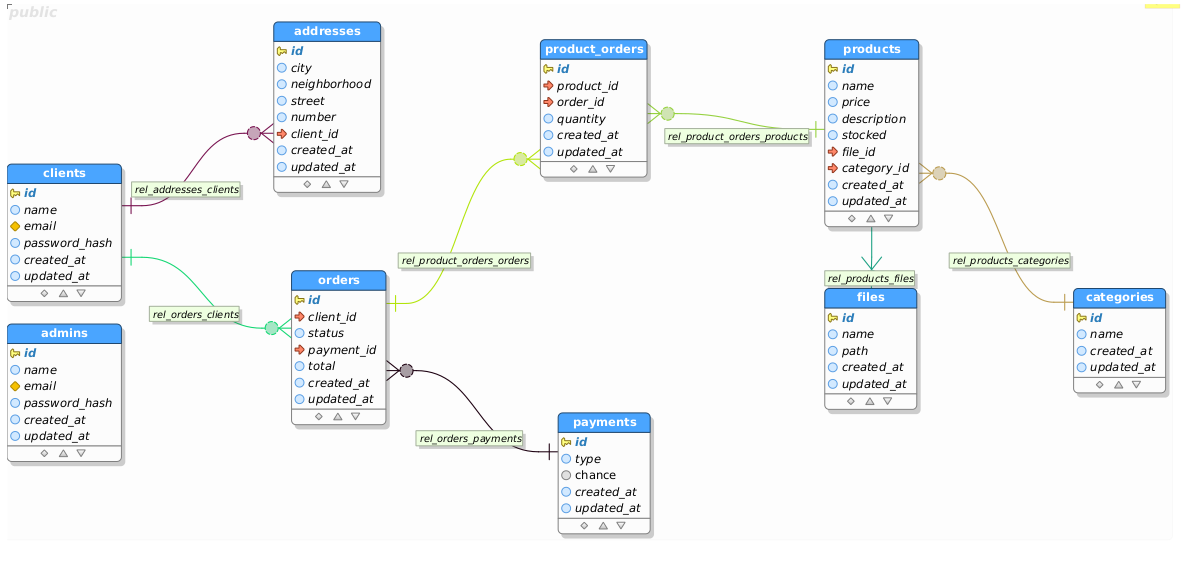 public
addresses
id
city
neighborhood
street
number
client_id
created_at
updated_at
product_orders
id
product_id
order_id
quantity
created_at
updated_at
products
id
name
price
description
stocked
file_id
category_id
created_at
updated_at
rel_product_orders_products
clients
id
name
email
password_hash
created_at
updated_at
rel_addresses_clients
rel_product_orders_orders
rel_products_categories
rel_products_files
orders
id
client_id
status
payment_id
total
created_at
updated_at
rel_orders_clients
files
id
name
path
created_at
updated_at
categories
id
name
created_at
updated_at
admins
id
name
email
password_hash
created_at
updated_at
rel_orders_payments
payments
id
type
chance
created_at
updated_at